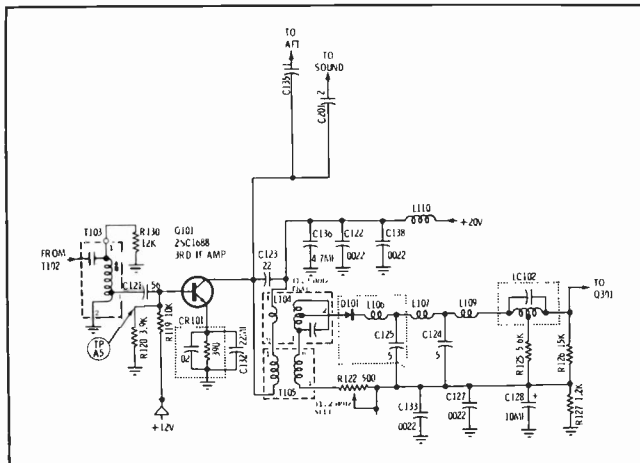 TO
AFT
TO
SOUND
C135
C201 2
L110
+20V
C136
4.7MF
C122
.0022
C138
.0022
T103
R130
12K
Q101
2SC1688
3RD IF AMP
C123
22
LC102
TO
Q301
FROM
T102
C121 56
L104
D101
L106
L107
L109
CR101
TP
A5
R120 3.9K
R119 10K
.02
390
C132
C125
5
C124
5
R125 5.6K
R126 15K
T105
R122 500
C133
.0022
C127
.0022
C128
10MF
+
R127 1.2K
+12V